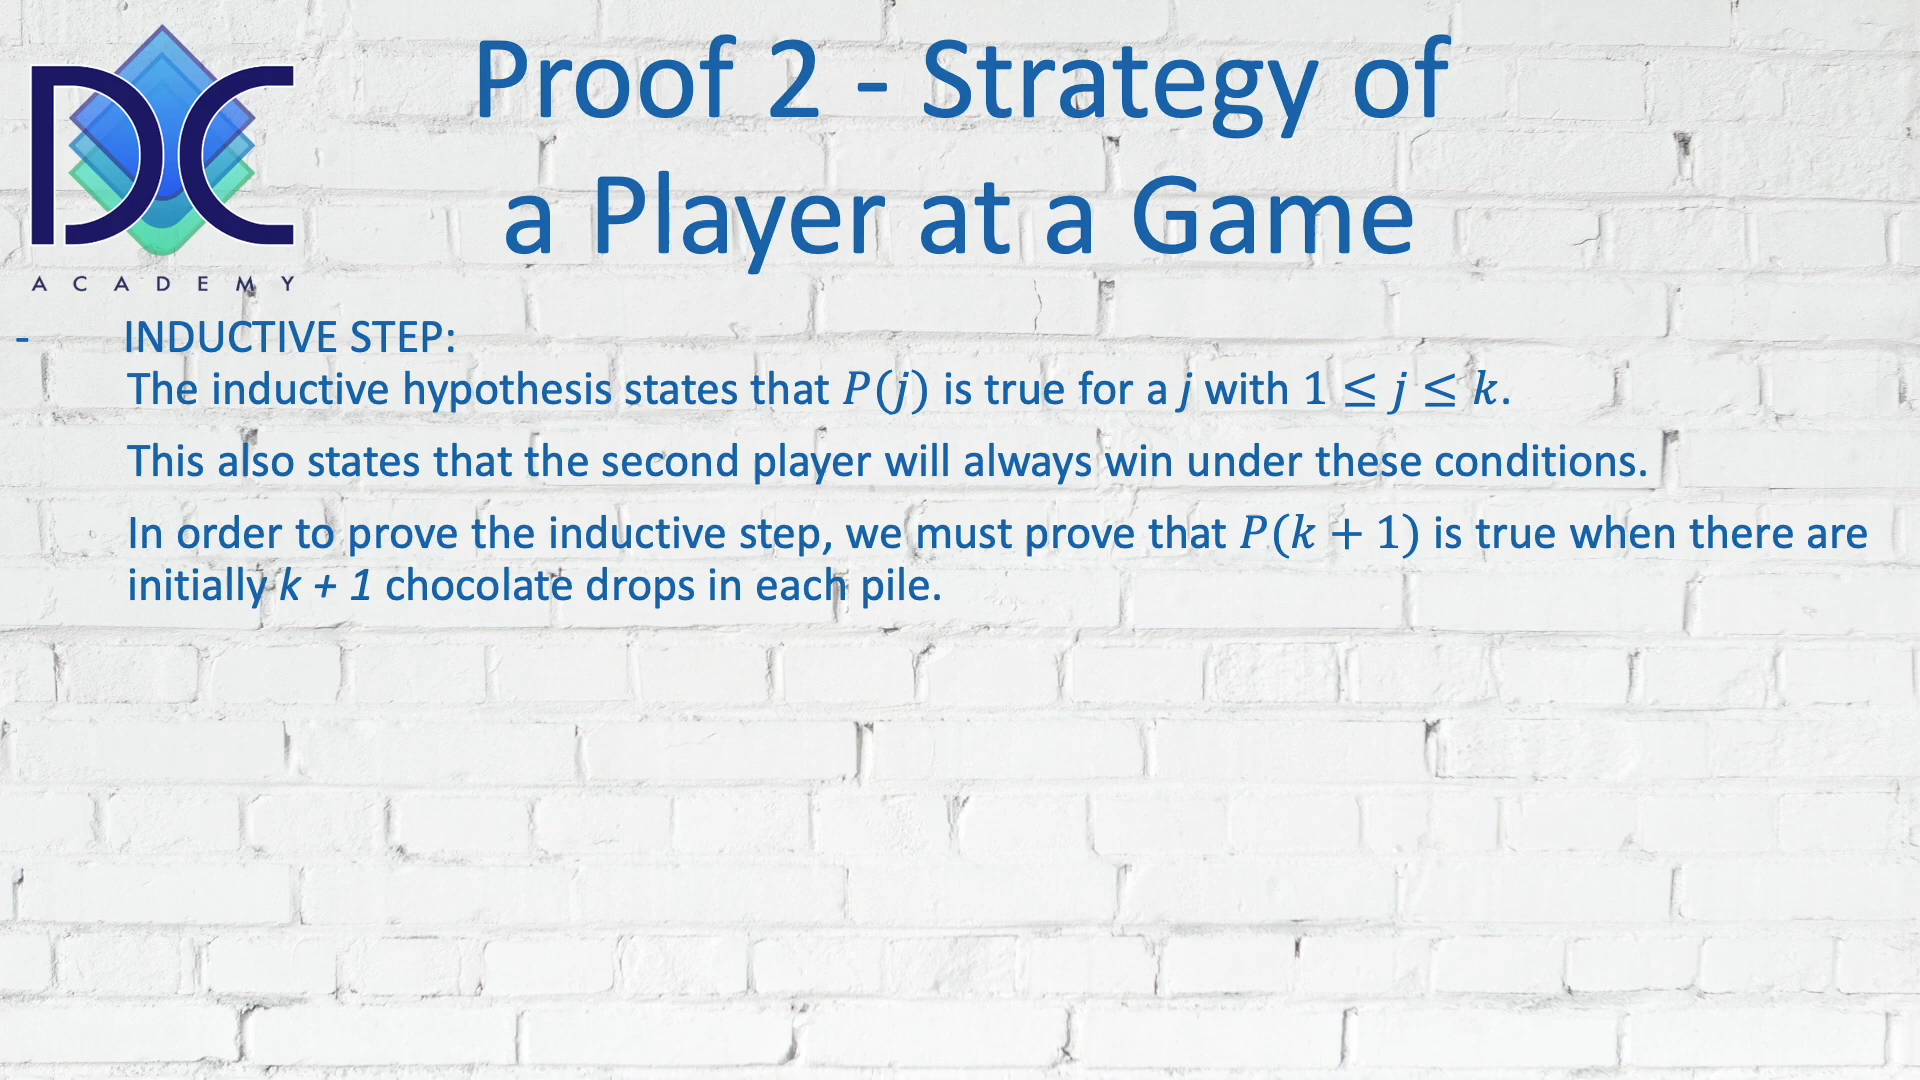 DC
ACADEMY
Proof 2 - Strategy of
a Player at a Game
- INDUCTIVE STEP:
The inductive hypothesis states that P(j) is true for a j with 1 ≤ j ≤ k.
This also states that the second player will always win under these conditions.
In order to prove the inductive step, we must prove that P(k + 1) is true when there are
initially k + 1 chocolate drops in each pile.